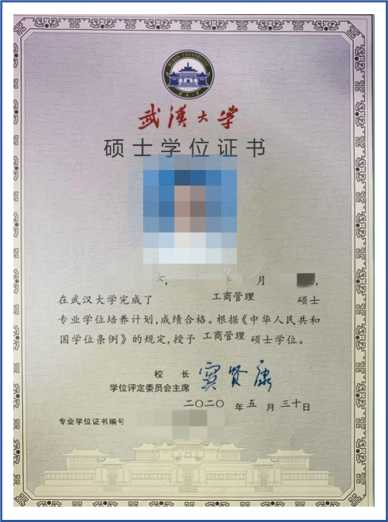 武汉大学
硕士学位证书
月
在武汉大学完成了 工商管理 硕士
专业学位培养计划,成绩合格。根据《中华人民共和
国学位条例》的规定,授予 工商管理 硕士学位。
校 长
窦贤康
学位评定委员会主席
二〇二〇 年 五 月 三十 日
专业学位证书编号